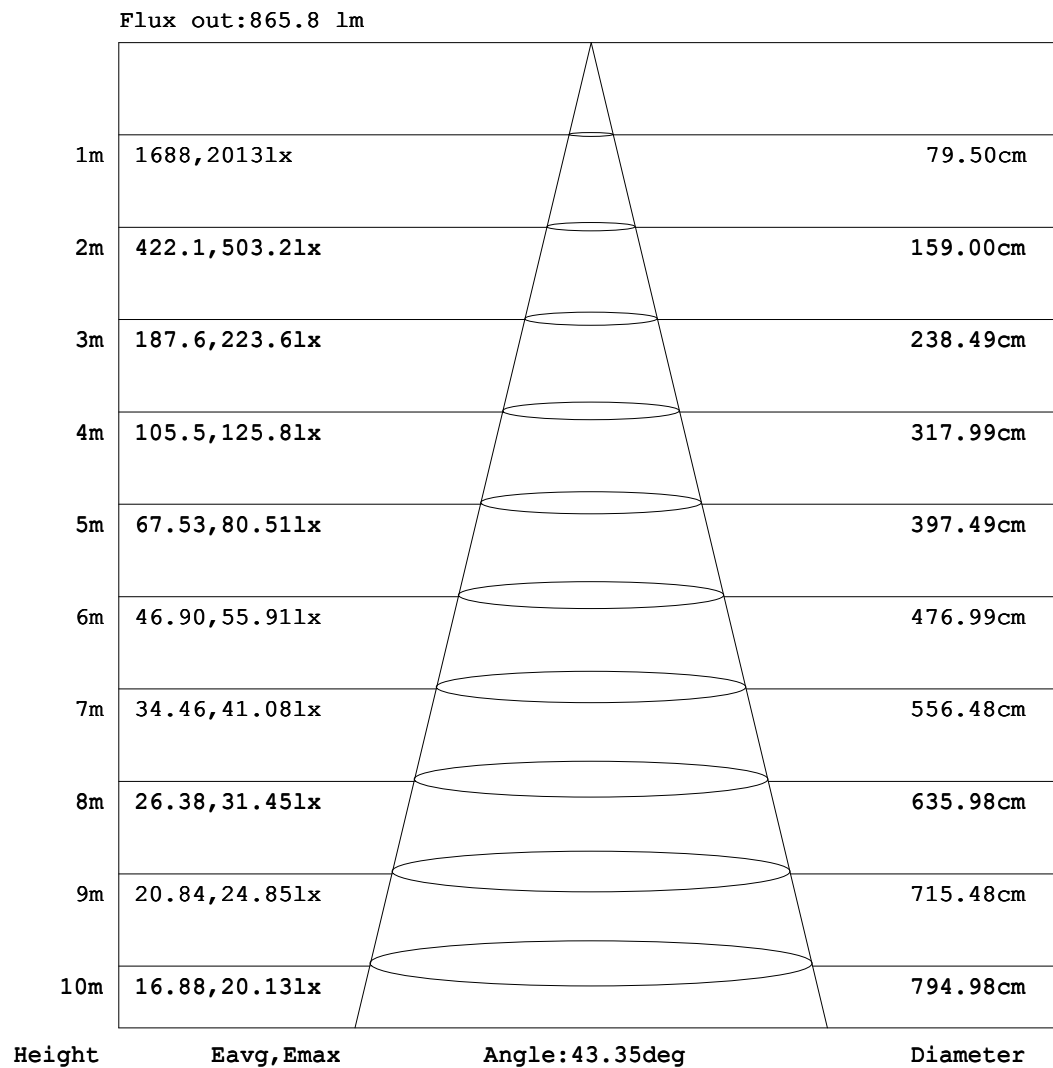 Flux out:865.8 lm
1m 1688,2013lx 79.50cm
2m 422.1,503.2lx 159.00cm
3m 187.6,223.6lx 238.49cm
4m 105.5,125.8lx 317.99cm
5m 67.53,80.51lx 397.49cm
6m 46.90,55.91lx 476.99cm
7m 34.46,41.08lx 556.48cm
8m 26.38,31.45lx 635.98cm
9m 20.84,24.85lx 715.48cm
10m 16.88,20.13lx 794.98cm
Height Eavg,Emax Angle:43.35deg Diameter